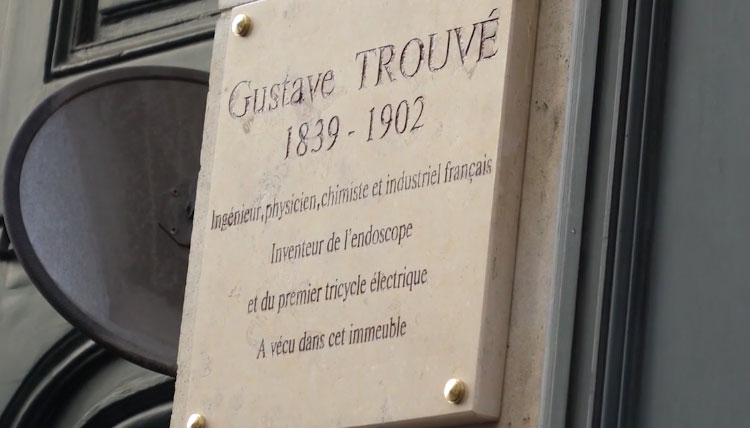 Gustave TROUVÉ
1839 - 1902
Ingénieur,physicien,chimiste et industriel français
Inventeur de l'endoscope
et du premier tricycle électrique
A vécu dans cet immeuble